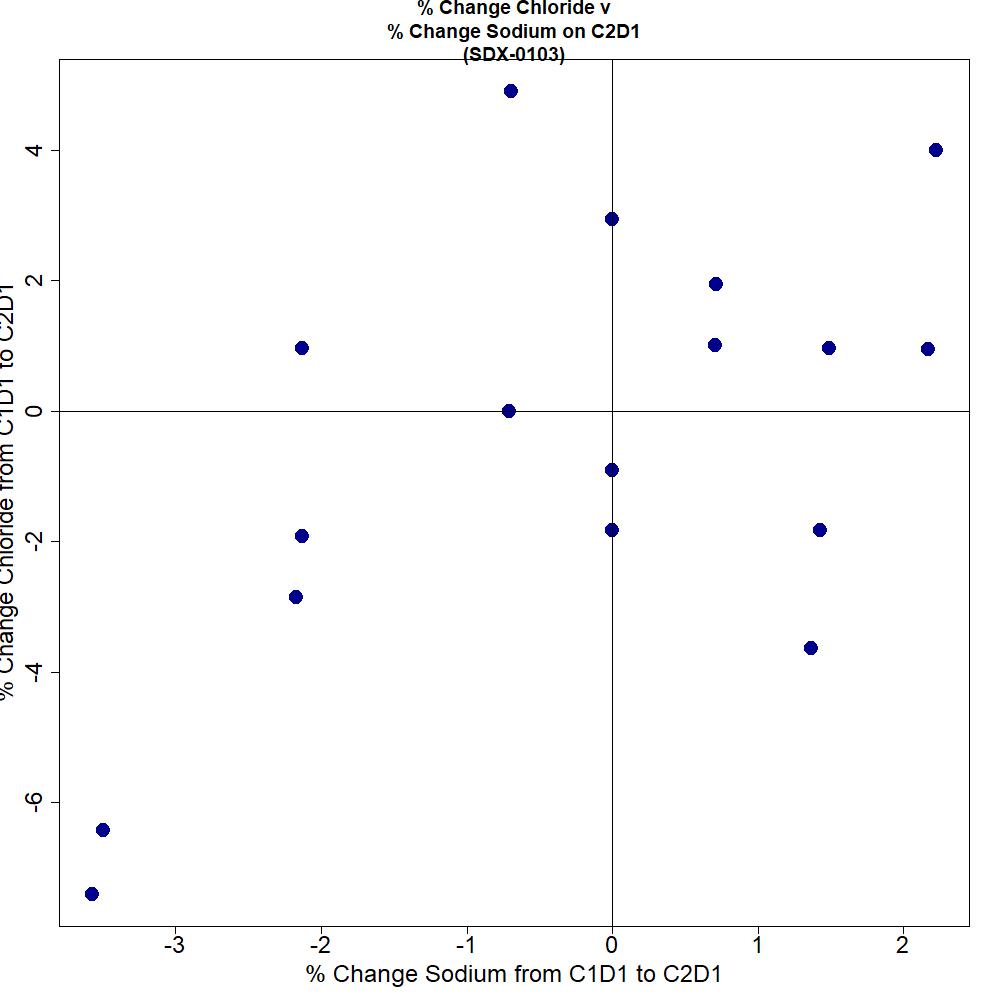 % Change Chloride v
% Change Sodium on C2D1
(SDX-0103)
% Change Chloride from C1D1 to C2D1
4
2
0
-2
-4
-6
-3
-2
-1
0
1
2
% Change Sodium from C1D1 to C2D1